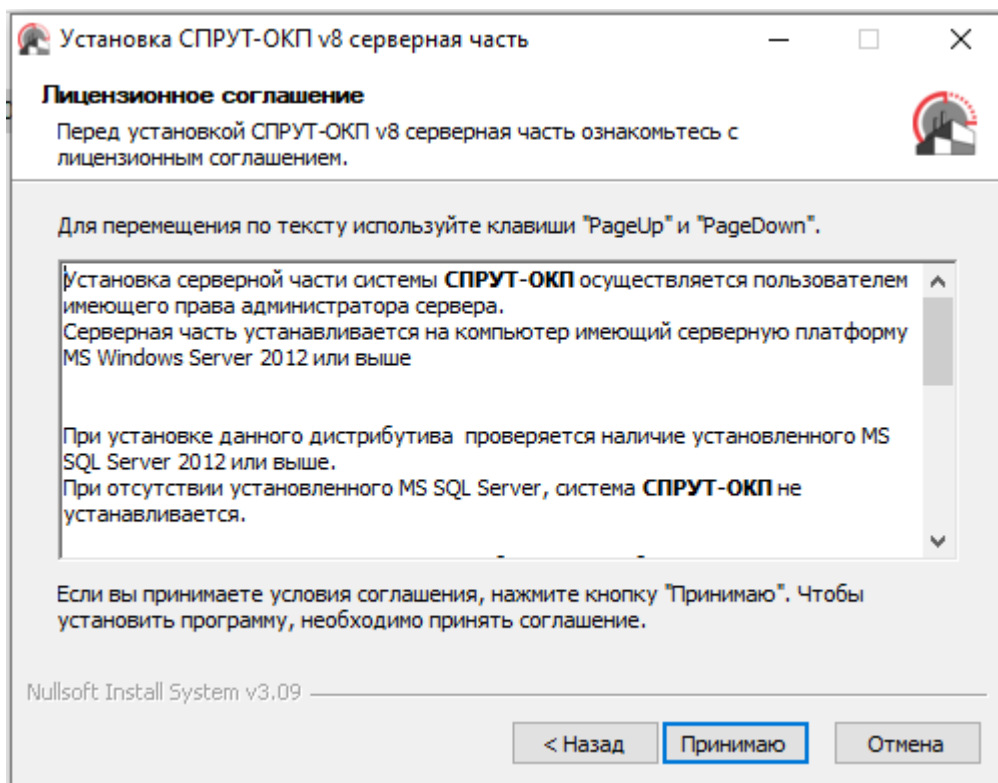 Установка СПРУТ-ОКП v8 серверная часть
Лицензионное соглашение
Перед установкой СПРУТ-ОКП v8 серверная часть ознакомьтесь с
лицензионным соглашением.
Для перемещения по тексту используйте клавиши "PageUp" и "PageDown".
Установка серверной части системы СПРУТ-ОКП осуществляется пользователем
имеющего права администратора сервера.
Серверная часть устанавливается на компьютер имеющий серверную платформу
MS Windows Server 2012 или выше
При установке данного дистрибутива  проверяется наличие установленного MS
SQL Server 2012 или выше.
При отсутствии установленного MS SQL Server, система СПРУТ-ОКП не
устанавливается.
Если вы принимаете условия соглашения, нажмите кнопку "Принимаю". Чтобы
установить программу, необходимо принять соглашение.
Nullsoft Install System v3.09
< Назад Принимаю Отмена